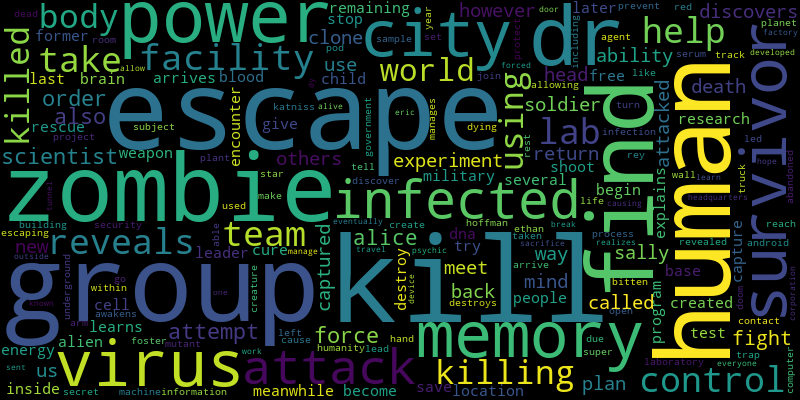 dead
body
power
city
dr
remaining
however
later
discovers
former
room
allow
stop
clone
pod
prevent
red
door
year
agent
including
take
facility
use
sample
set
help
planet
factory
killed
last
brain
arrives
blood
child
world
protect
ability
developed
order
also
escape
using
head
free
like
track
serum
rescue
project
katniss
alive
give
join
allowing
soldier
turn
death
human
survivor
scientist
weapon
subject
eric
dying
lab
find
research
encounter
others
manages
rest
forced
infection
led
government
experiment
return
rey
wall
hope
abandoned
zombie
plant
tell
military
several
shoot
explains
attacked
learn
truck
headquarters
tunnel
star
discover
infected
begin
life
causing
used
make
dna
hoffman
ethan
process
building
security
team
alice
create
break
way
realizes
revealed
reach
escaping
able
cure
eventually
taken
sacrifice
sally
capture
android
new
reveals
leader
manage
captured
travel
psychic
try
arrive
base
outside
underground
go
within
group
kill
meet
mind
bitten
contact
cell
creature
destroy
device
back
people
called
created
doom
corporation
awakens
known
one
destroys
open
program
learns
attempt
force
memory
test
fight
arm
left
hand
due
alien
mutant
cause
humanity
lead
super
laboratory
trap
everyone
energy
foster
work
us
virus
attack
killing
plan
control
computer
sent
inside
secret
machine
information
meanwhile
become
save
location